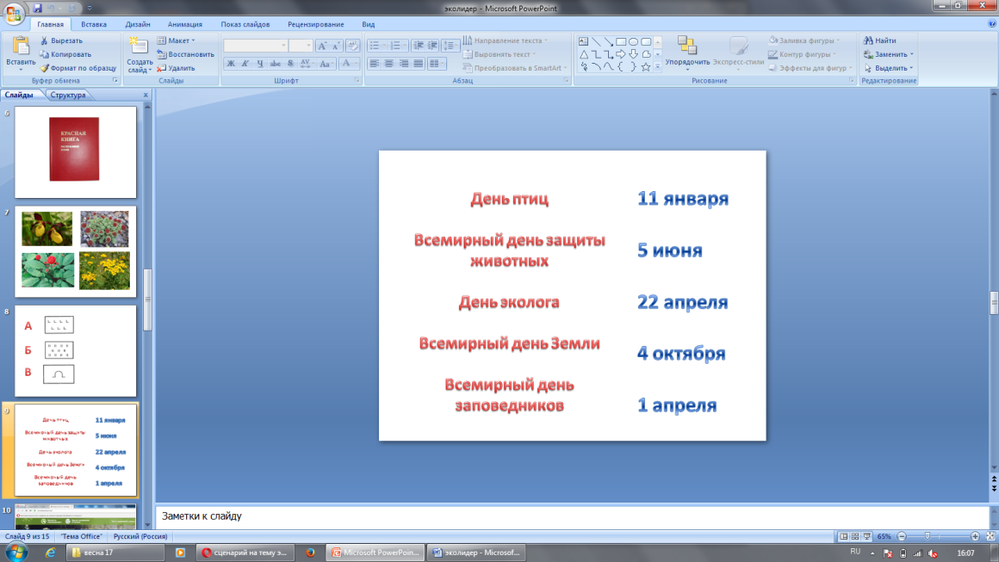 эколидер - Microsoft PowerPoint
Главная Вставка Дизайн Анимация Показ слайдов Рецензирование Вид
Вставить
Вырезать
Копировать
Формат по образцу
Буфер обмена
Создать слайд
Макет
Восстановить
Удалить
Слайды
Ж К Ч abc S AV Aa A
Шрифт
Направление текста
Выровнять текст
Преобразовать в SmartArt
Абзац
Упорядочить
Экспресс-стили
Заливка фигуры
Контур фигуры
Эффекты для фигур
Рисование
Найти
Заменить
Выделить
Редактирование
Слайды Структура
6
КРАСНАЯ
КНИГА
7
8
А
Б
В
9
День птиц 11 января
Всемирный день защиты животных 5 июня
День эколога 22 апреля
Всемирный день Земли 4 октября
Всемирный день заповедников 1 апреля
10
День птиц
11 января
Всемирный день защиты
животных
5 июня
День эколога
22 апреля
Всемирный день Земли
4 октября
Всемирный день
заповедников
1 апреля
Заметки к слайду
Слайд 9 из 15 "Тема Office" Русский (Россия) 65%
весна 17
сценарий на тему э...
Microsoft PowerPoin...
эколидер - Microsof...
RU
16:07